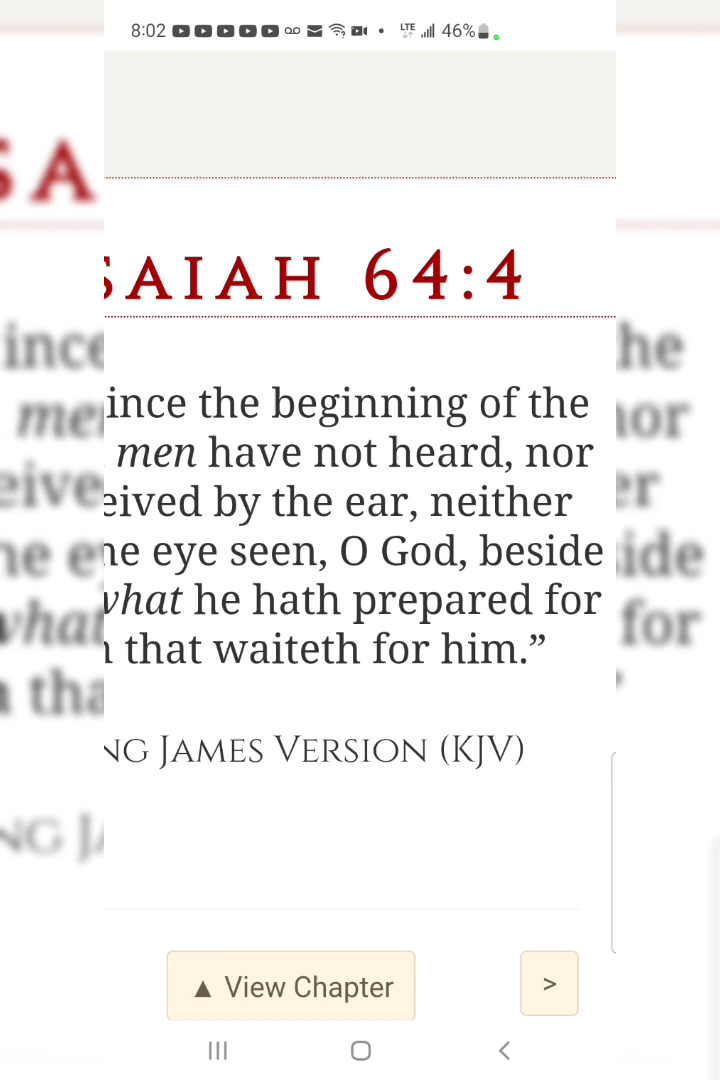 8:02 LTE 46%
SAIAH 64:4
ince the beginning of the
men have not heard, nor
eived by the ear, neither
he eye seen, O God, beside
what he hath prepared for
that waiteth for him.”
NG JAMES VERSION (KJV)
▲ View Chapter >